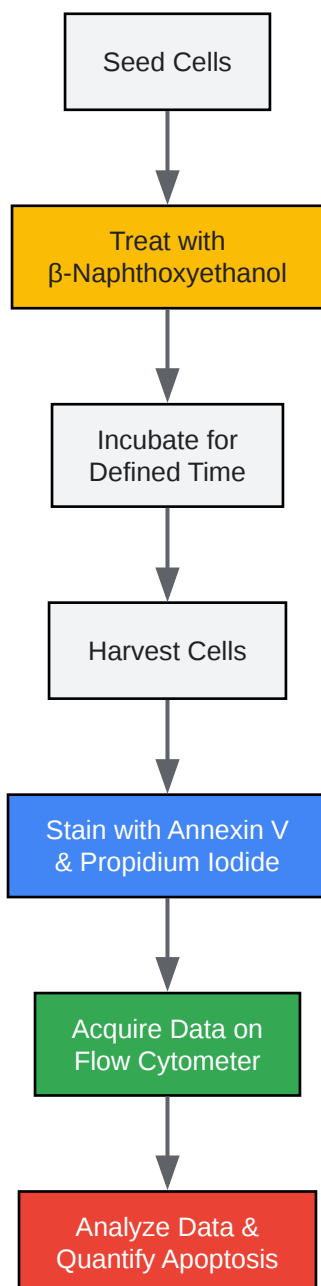 Seed Cells
Treat with
β-Naphthoxyethanol
Incubate for
Defined Time
Harvest Cells
Stain with Annexin V
& Propidium Iodide
Acquire Data on
Flow Cytometer
Analyze Data &
Quantify Apoptosis